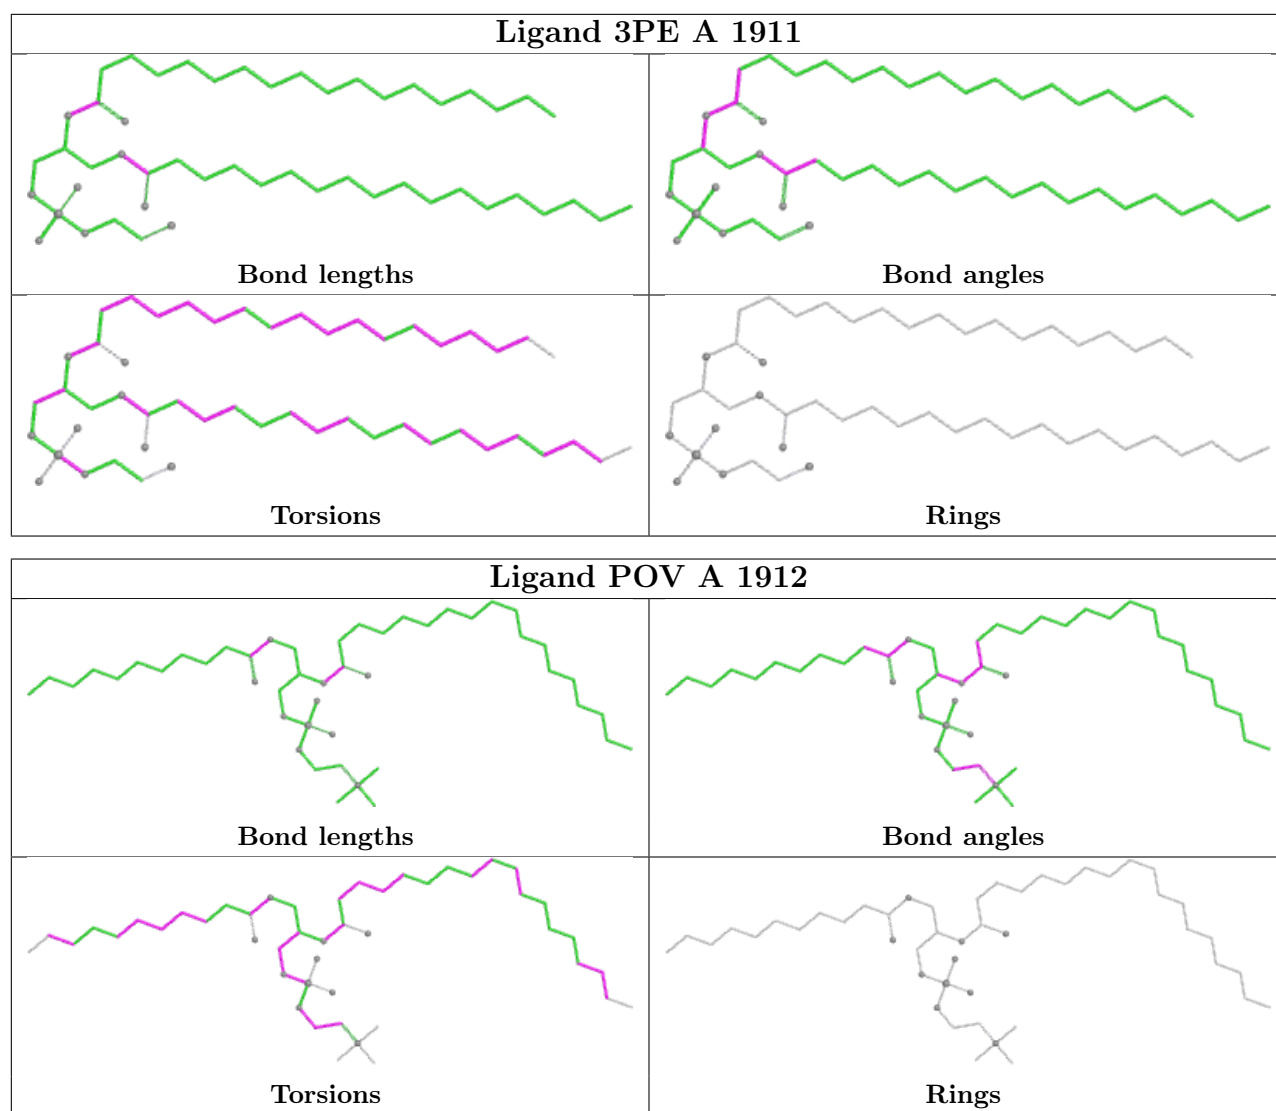 Ligand 3PE A 1911
Bond lengths
Bond angles
Torsions
Rings
Ligand POV A 1912
Bond lengths
Bond angles
Torsions
Rings